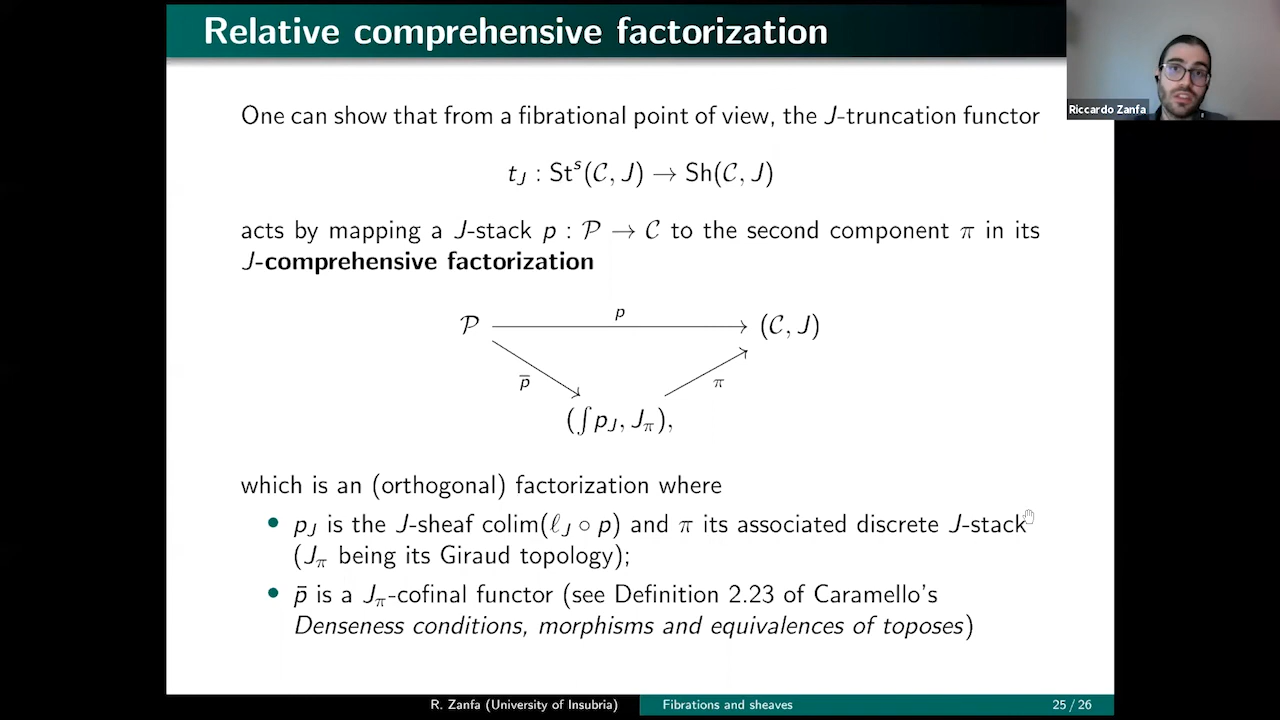 Relative comprehensive factorization
Riccardo Zanfa
One can show that from a fibrational point of view, the J-truncation functor
t_J : St^s(𝒞, J) → Sh(𝒞, J)
acts by mapping a J-stack p : 𝒫 → 𝒞 to the second component π in its
J-comprehensive factorization
p
𝒫 (𝒞, J)
p̅ π
(∫p_J, J_π),
which is an (orthogonal) factorization where
• p_J is the J-sheaf colim(ℓ_J ∘ p) and π its associated discrete J-stack
(J_π being its Giraud topology);
• p̄ is a J_π-cofinal functor (see Definition 2.23 of Caramello's
Denseness conditions, morphisms and equivalences of toposes)
R. Zanfa (University of Insubria) Fibrations and sheaves 25 / 26